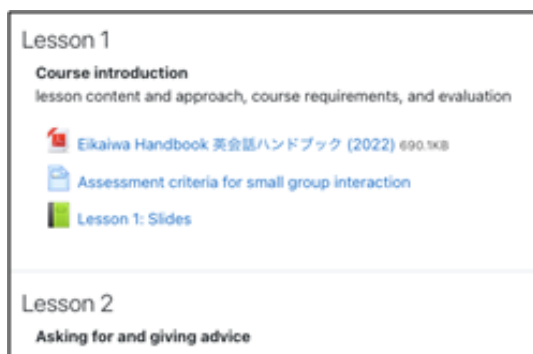 Lesson 1
Course introduction
lesson content and approach, course requirements, and evaluation
Eikaiwa Handbook 英会話ハンドブック (2022) 690.1KB
Assessment criteria for small group interaction
Lesson 1: Slides
Lesson 2
Asking for and giving advice